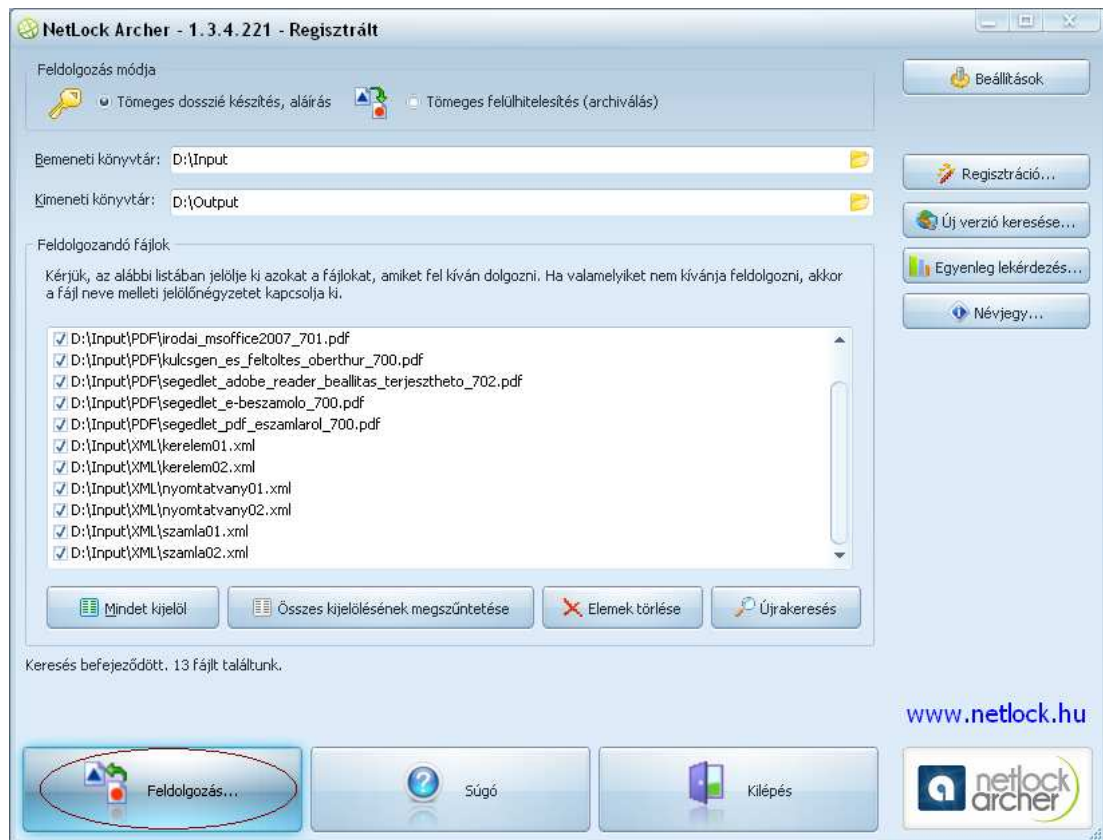 NetLock Archer - 1.3.4.221 - Regisztrált
Feldolgozás módja
Tömeges dosszié készítés, aláírás
Tömeges felülhitelesítés (archiválás)
Beállítások
Bemeneti könyvtár: D:\Input
Kimeneti könyvtár: D:\Output
Regisztráció...
Új verzió keresése...
Egyenleg lekérdezés...
Névjegy...
Feldolgozandó fájlok
Kérjük, az alábbi listában jelölje ki azokat a fájlokat, amiket fel kíván dolgozni. Ha valamelyiket nem kívánja feldolgozni, akkor
a fájl neve melleti jelölőnégyzetet kapcsolja ki.
D:\Input\PDF\irodai_msoffice2007_701.pdf
D:\Input\PDF\kulcsgen_es_feltoltes_oberthur_700.pdf
D:\Input\PDF\segedlet_adobe_reader_beallitas_terjesztheto_702.pdf
D:\Input\PDF\segedlet_e-beszamolo_700.pdf
D:\Input\PDF\segedlet_pdf_eszamlarol_700.pdf
D:\Input\XML\kerelem01.xml
D:\Input\XML\kerelem02.xml
D:\Input\XML\nyomtatvany01.xml
D:\Input\XML\nyomtatvany02.xml
D:\Input\XML\szamla01.xml
D:\Input\XML\szamla02.xml
Mindet kijelöl
Összes kijelölésének megszűntetése
Elemek törlése
Újrakeresés
Keresés befejeződött. 13 fájlt találtunk.
www.netlock.hu
Feldolgozás...
Súgó
Kilépés
a netlock
archer